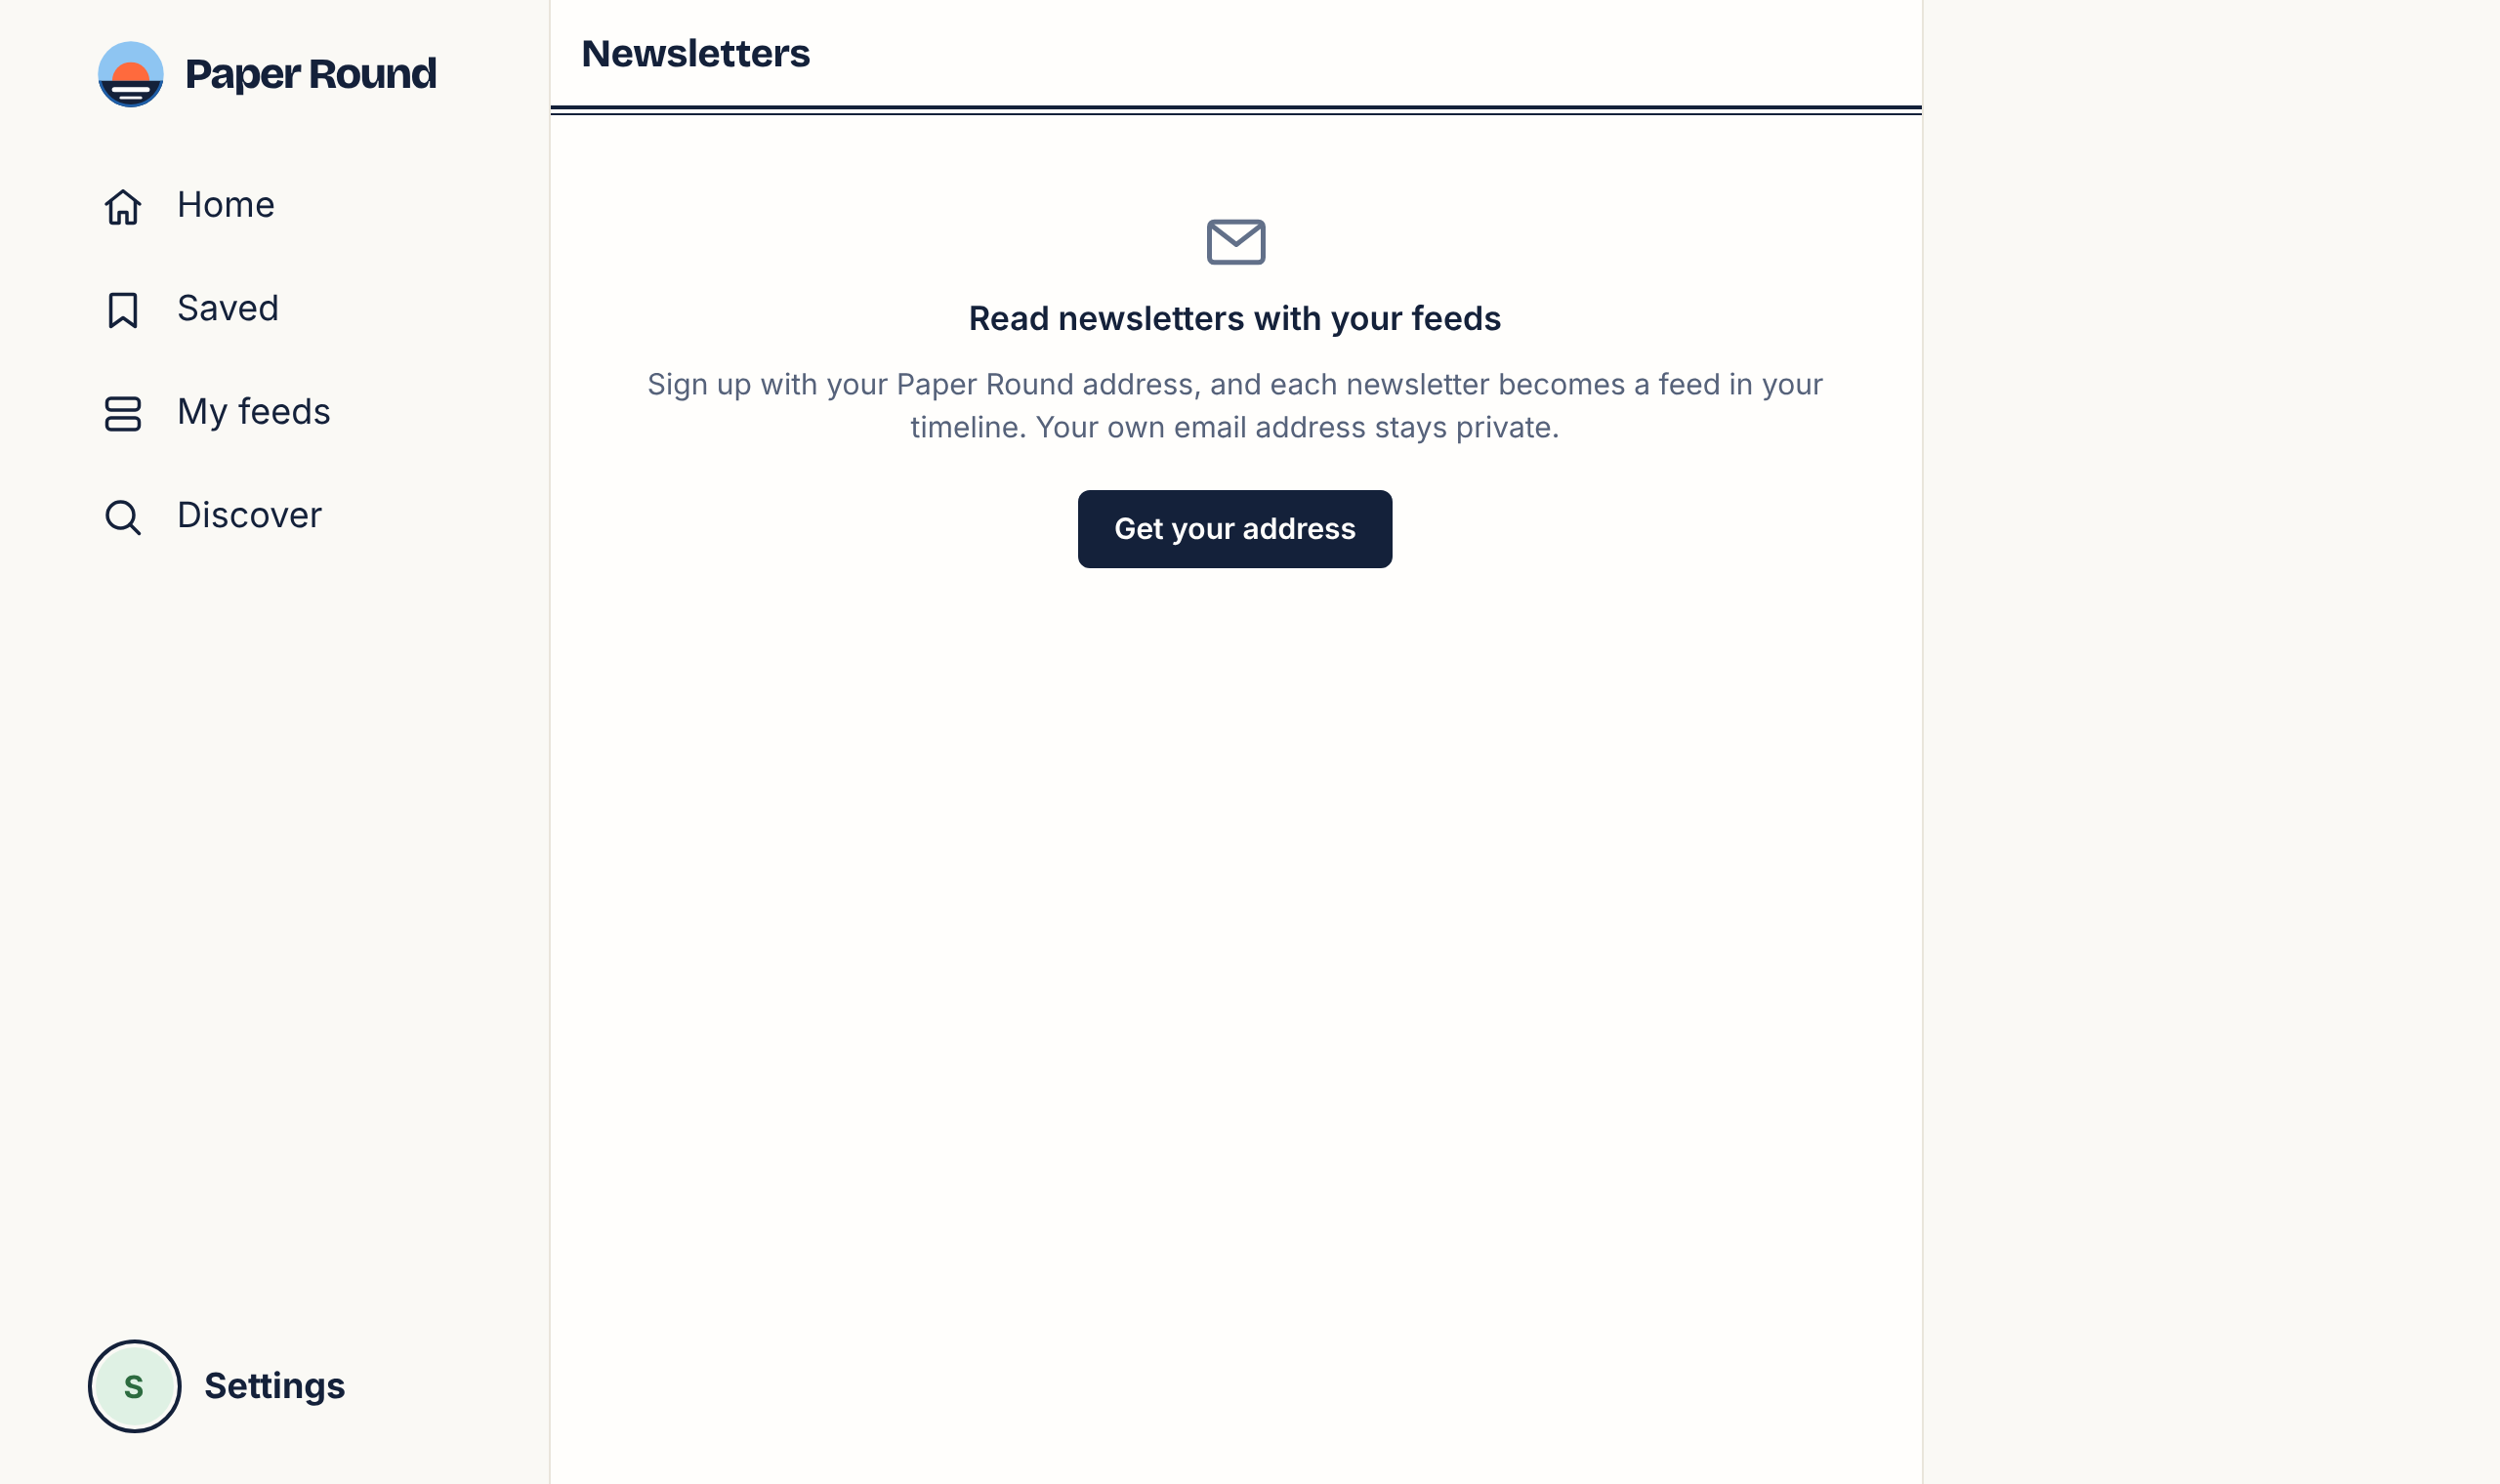 Paper Round
Home
Saved
My feeds
Discover
S
Settings
Newsletters
Read newsletters with your feeds
Sign up with your Paper Round address, and each newsletter becomes a feed in your
timeline. Your own email address stays private.
Get your address